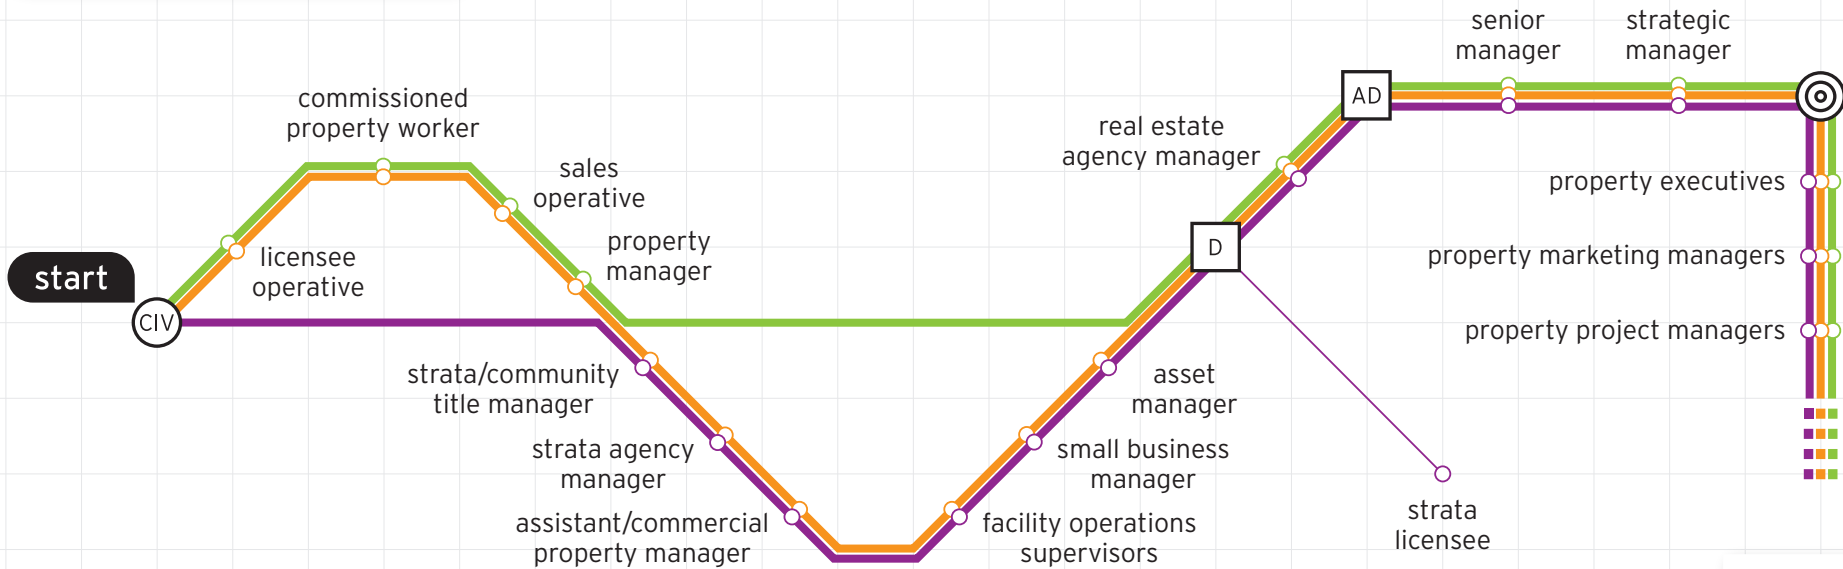 start
CIV
licensee
operative
commissioned
property worker
sales
operative
property
manager
strata/community
title manager
strata agency
manager
assistant/commercial
property manager
facility operations
supervisors
small business
manager
asset
manager
D
strata
licensee
real estate
agency manager
AD
senior
manager
strategic
manager
property executives
property marketing managers
property project managers